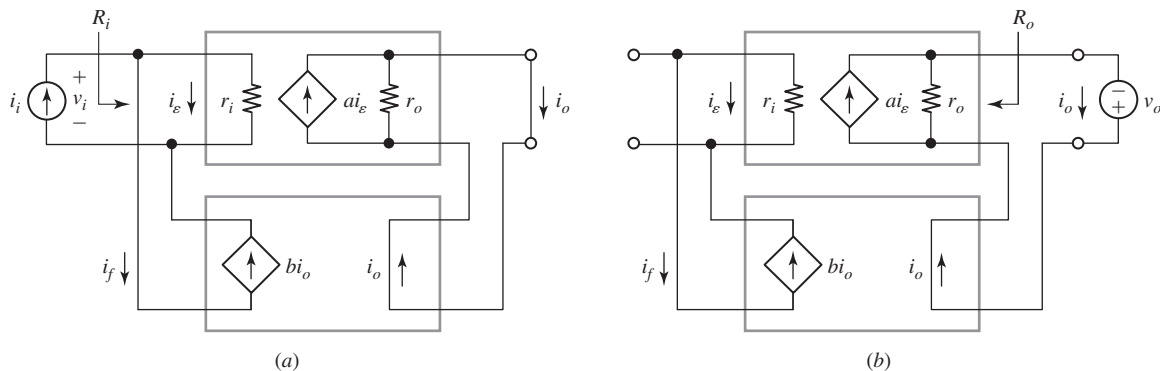 R_i
i_i
+
v_i
−
i_ε
r_i
ai_ε
r_o
i_o
i_f
bi_o
i_o
(a)
R_o
i_ε
r_i
ai_ε
r_o
i_o
−
+
v_o
i_f
bi_o
i_o
(b)